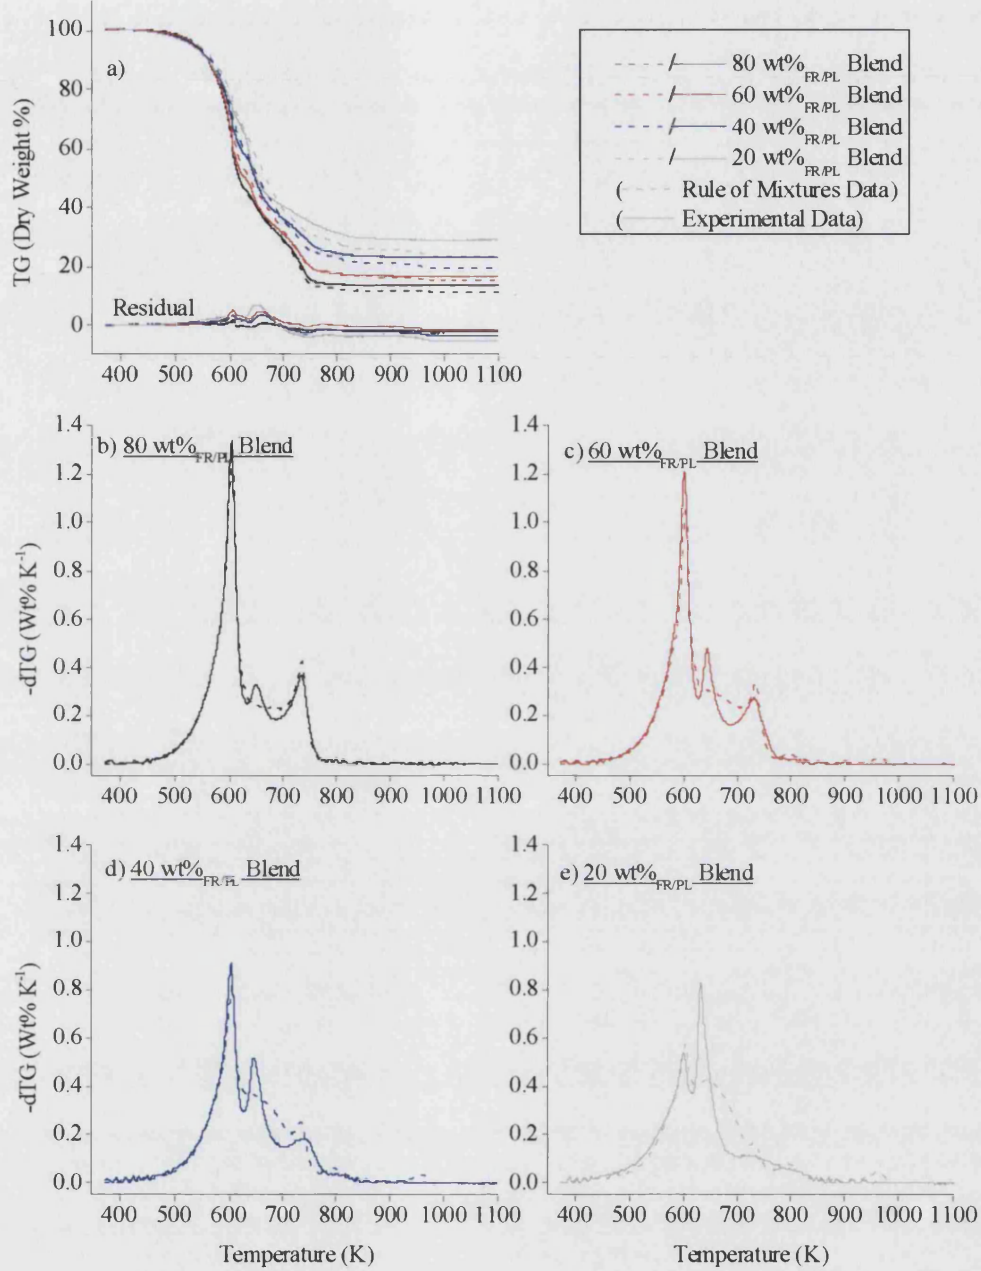 a)
TG (Dry Weight %)
100
80
60
40
20
0
Residual
400 500 600 700 800 900 1000 1100
80 wt%FR/PL Blend
60 wt%FR/PL Blend
40 wt%FR/PL Blend
20 wt%FR/PL Blend
( Rule of Mixtures Data)
( Experimental Data)
b) 80 wt%FR/PL Blend
-dTG (Wt% K-1)
1.4
1.2
1.0
0.8
0.6
0.4
0.2
0.0
400 500 600 700 800 900 1000 1100
c) 60 wt%FR/PL Blend
1.4
1.2
1.0
0.8
0.6
0.4
0.2
0.0
400 500 600 700 800 900 1000 1100
d) 40 wt%FR/PL Blend
-dTG (Wt% K-1)
1.4
1.2
1.0
0.8
0.6
0.4
0.2
0.0
400 500 600 700 800 900 1000 1100
Temperature (K)
e) 20 wt%FR/PL Blend
1.4
1.2
1.0
0.8
0.6
0.4
0.2
0.0
400 500 600 700 800 900 1000 1100
Temperature (K)